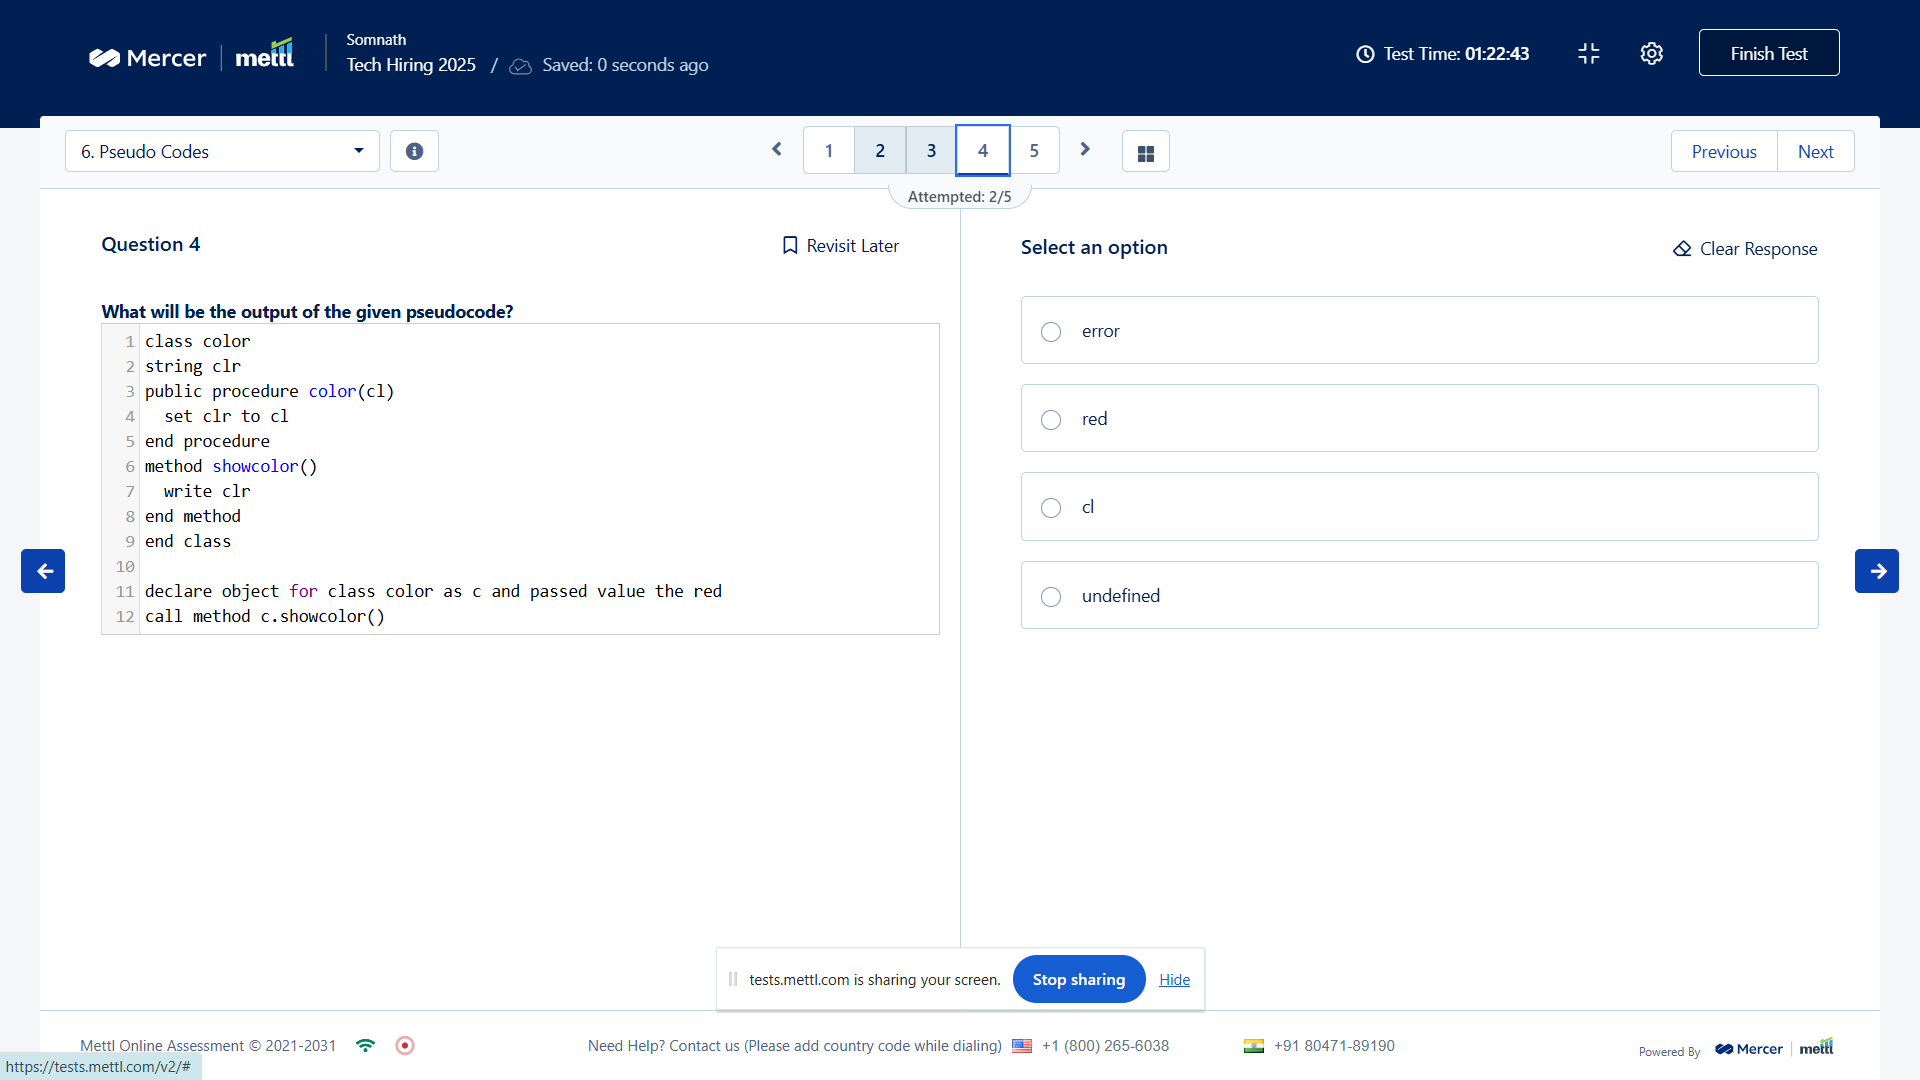 Mercer mettl
Somnath
Tech Hiring 2025 / Saved: 0 seconds ago
Test Time: 01:22:43
Finish Test
6. Pseudo Codes
1 2 3 4 5
Attempted: 2/5
Previous
Next
Question 4
Revisit Later
What will be the output of the given pseudocode?
1 class color
2 string clr
3 public procedure color(cl)
4 set clr to cl
5 end procedure
6 method showcolor()
7 write clr
8 end method
9 end class
10
11 declare object for class color as c and passed value the red
12 call method c.showcolor()
Select an option
Clear Response
error
red
cl
undefined
tests.mettl.com is sharing your screen.
Stop sharing
Hide
Mettl Online Assessment © 2021-2031
Need Help? Contact us (Please add country code while dialing) +1 (800) 265-6038
+91 80471-89190
Powered By Mercer mettl
https://tests.mettl.com/v2/#